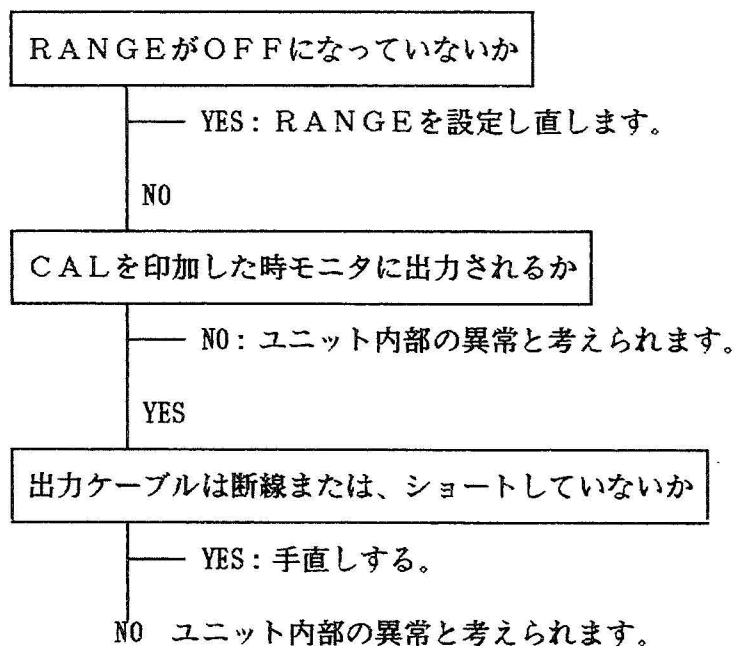 RANGEがOFFになっていないか
YES:RANGEを設定し直します。
NO
CALを印加した時モニタに出力されるか
NO:ユニット内部の異常と考えられます。
YES
出力ケーブルは断線または、ショートしていないか
YES:手直しする。
NO ユニット内部の異常と考えられます。